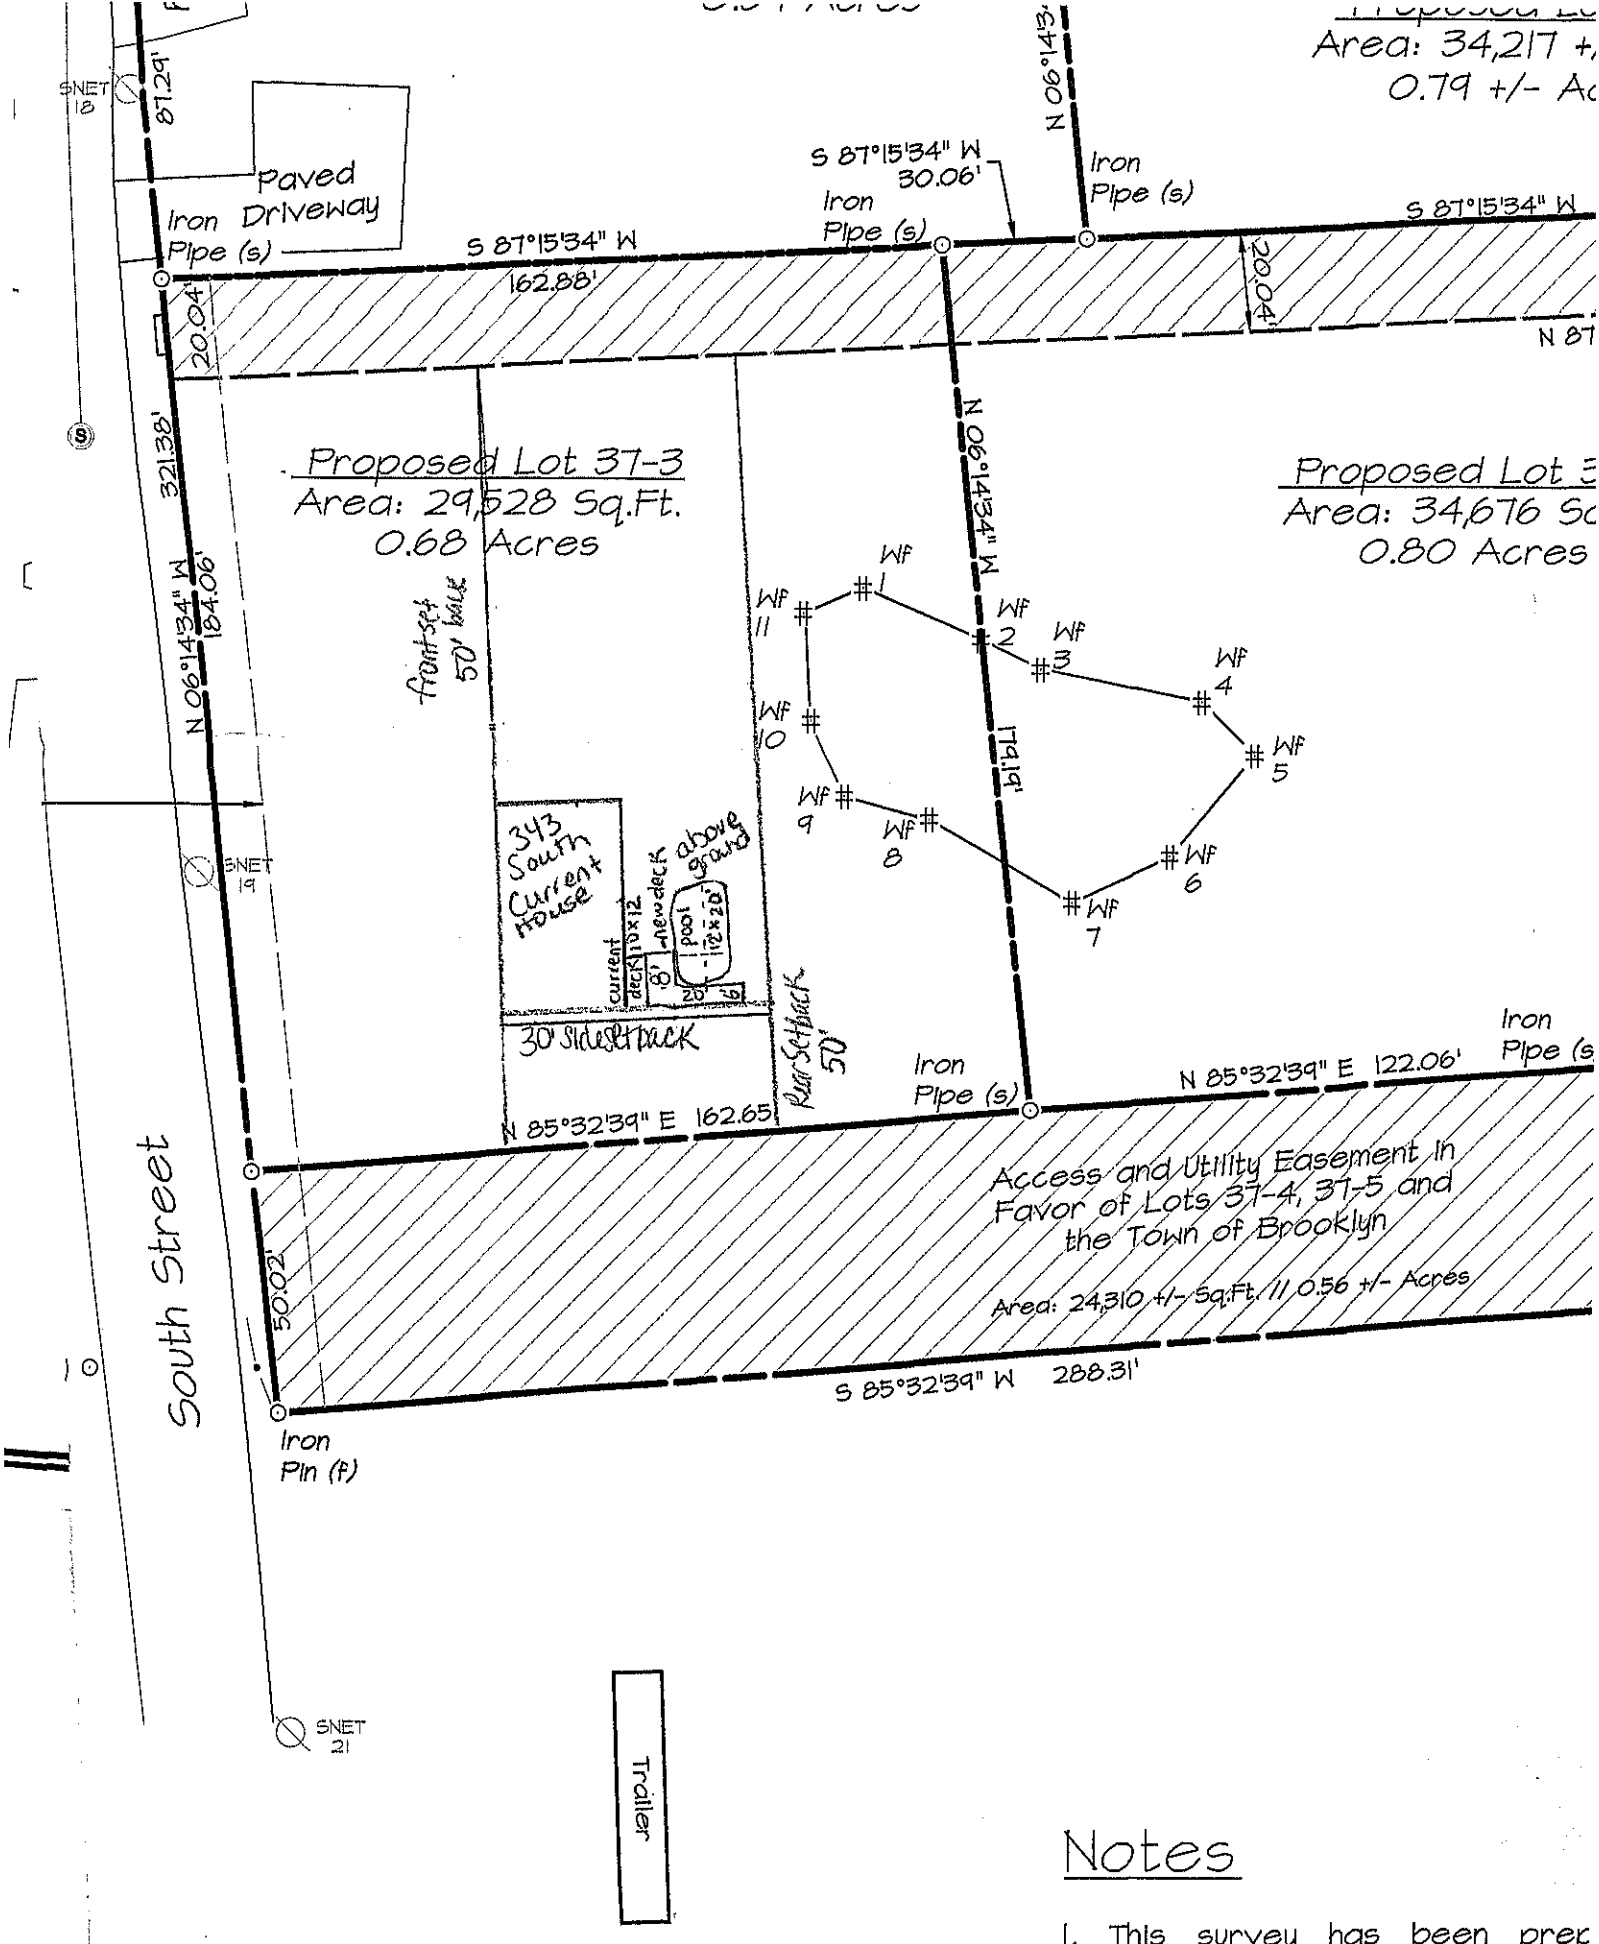 Area: 34,217 +/
0.79 +/- Ac
N 06°14'3
87.29'
SNET
18
Paved
Driveway
S 87°15'34" W
30.06'
Iron
Pipe (s)
Iron
Pipe (s)
Iron
Pipe (s)
S 87°15'34" W
162.88'
S 87°15'34" W
20.04'
20.04'
N 87
S
321.38'
Proposed Lot 37-3
Area: 29,528 Sq.Ft.
0.68 Acres
N 06°14'34" W
Proposed Lot 3
Area: 34,676 Sq
0.80 Acres
N 06°14'34" W
184.06'
front set
50' back
Wf
1
Wf
2
Wf
3
Wf
4
Wf
5
Wf
6
Wf
7
Wf
8
Wf
9
Wf
10
Wf
11
179.19'
SNET
19
343
South
Current
House
current
deck 10x12
new deck
above
ground
pool
12x20'
8'
20'
6'
30' side setback
Rear Setback
50'
Iron
Pipe (s)
N 85°32'39" E 162.65
N 85°32'39" E 122.06'
Iron
Pipe (s
Access and Utility Easement in
Favor of Lots 37-4, 37-5 and
the Town of Brooklyn
Area: 24,310 +/- Sq.Ft. // 0.56 +/- Acres
South Street
50.02'
S 85°32'39" W 288.31'
Iron
Pin (f)
SNET
21
Trailer
Notes
1. This survey has been prep